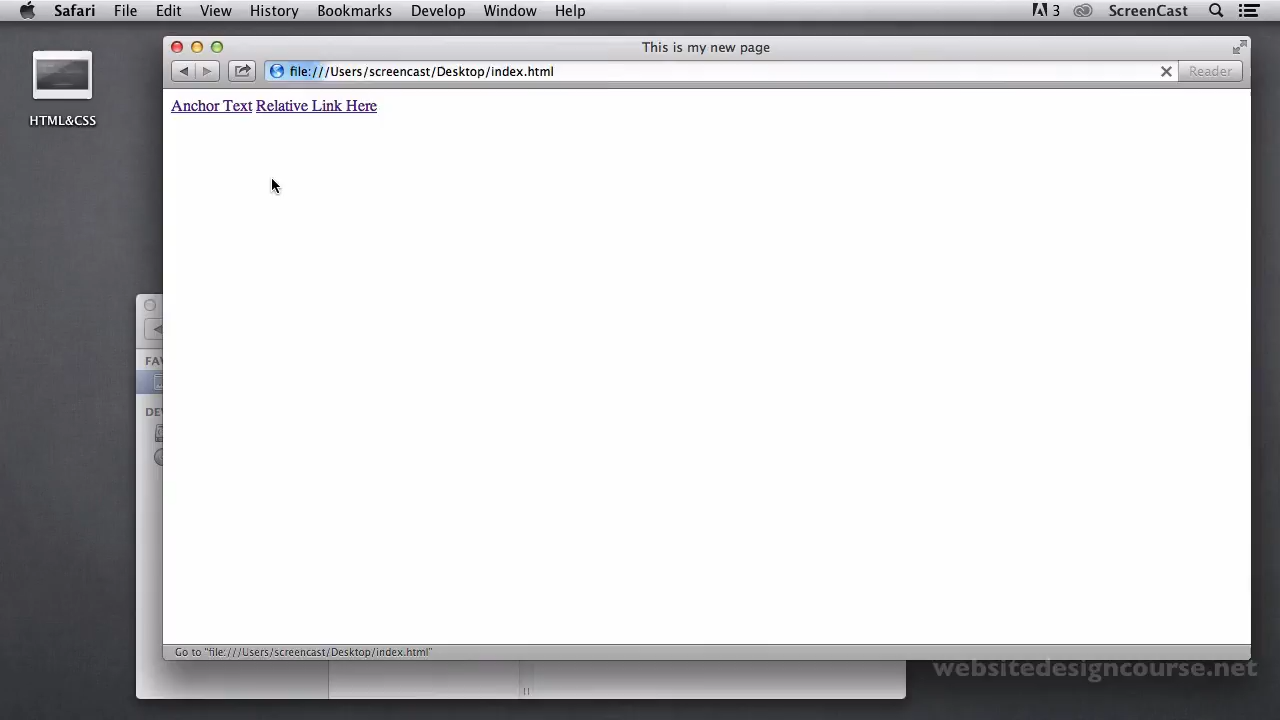 Safari File Edit View History Bookmarks Develop Window Help 3 ScreenCast
This is my new page
file:///Users/screencast/Desktop/index.html Reader
Anchor Text Relative Link Here
HTML&CSS
FAV
DEV
Go to "file:///Users/screencast/Desktop/index.html"
websitedesigncourse.net